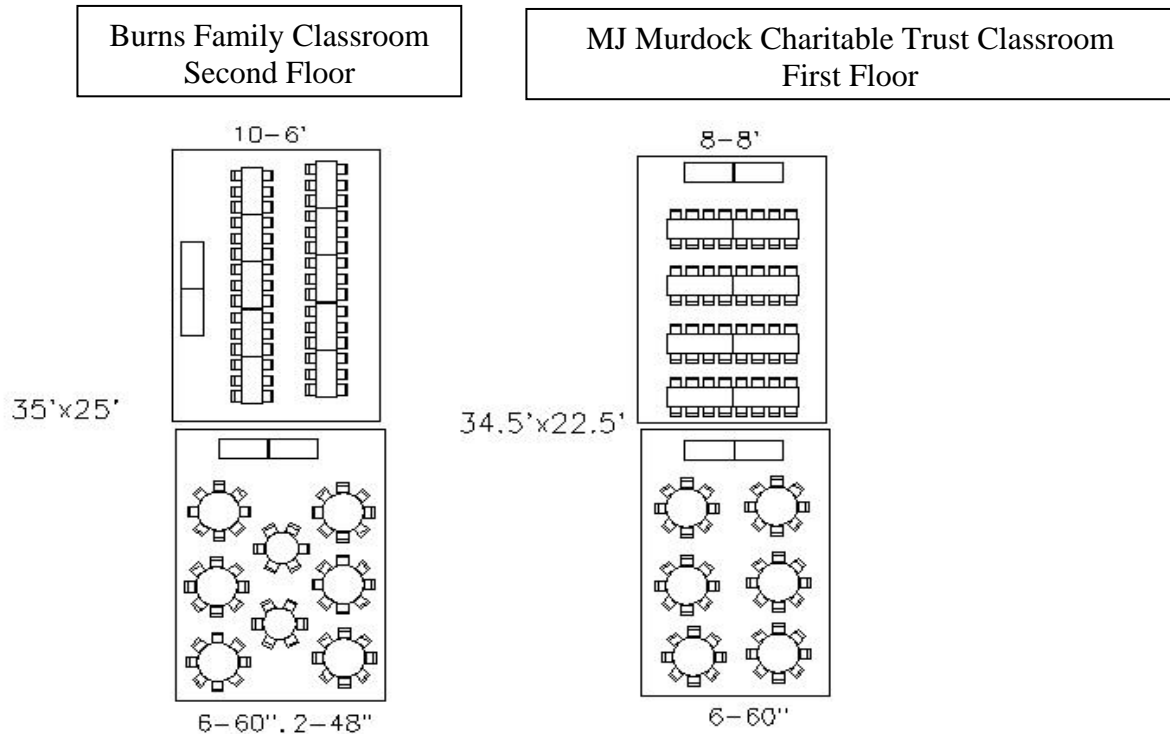 Burns Family Classroom
Second Floor
MJ Murdock Charitable Trust Classroom
First Floor
10-6'
8-8'
35'x25'
34.5'x22.5'
6-60". 2-48"
6-60"